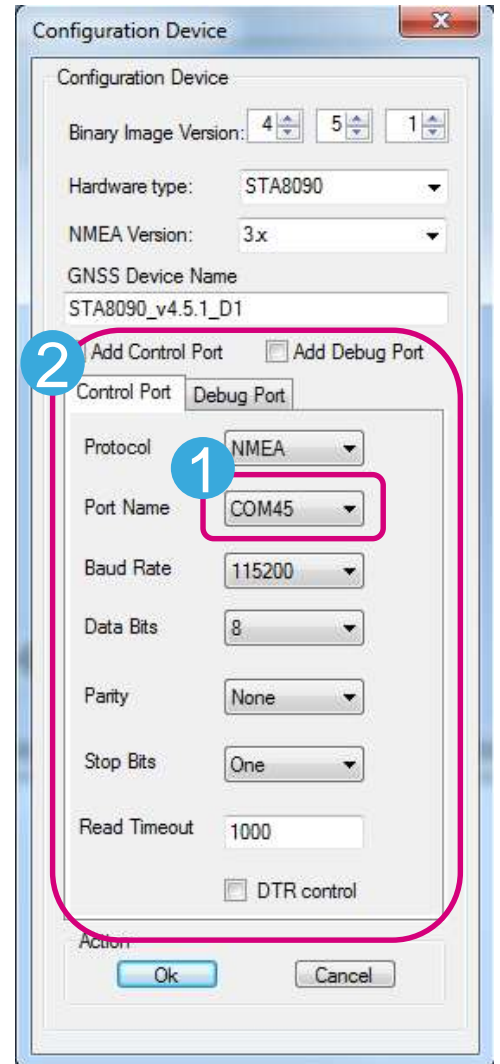 Configuration Device
x
Configuration Device
Binary Image Version: 4 5 1
Hardware type: STA8090
NMEA Version: 3.x
GNSS Device Name
STA8090_v4.5.1_D1
2 Add Control Port Add Debug Port
Control Port Debug Port
Protocol NMEA
1
Port Name COM45
Baud Rate 115200
Data Bits 8
Parity None
Stop Bits One
Read Timeout 1000
DTR control
Action
Ok Cancel